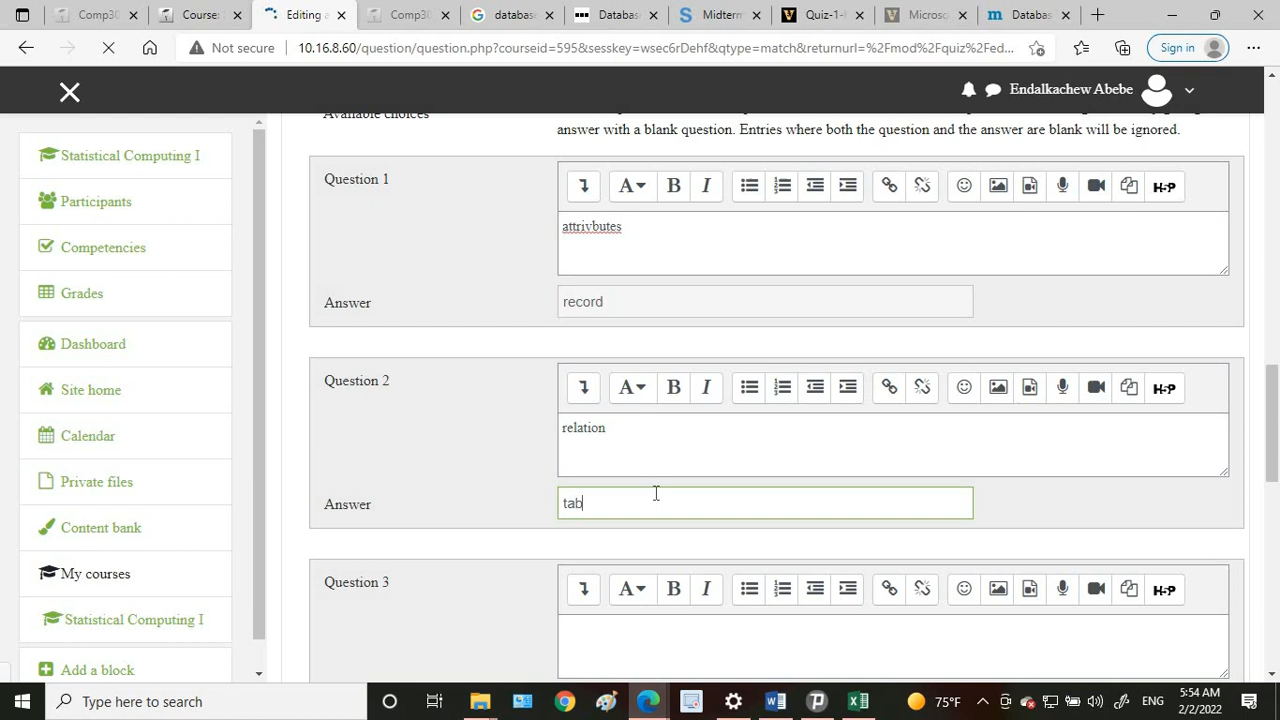 Comp30
Course:
Editing a
Comp30
database
Databas
Midterm
Quiz-1-I
Microsc
Databas
Not secure
10.16.8.60/question/question.php?courseid=595&sesskey=wsec6rDehf&qtype=match&returnurl=%2Fmod%2Fquiz%2Fed...
Sign in
Endalkachew Abebe
Available choices
answer with a blank question. Entries where both the question and the answer are blank will be ignored.
Statistical Computing I
Participants
Competencies
Grades
Dashboard
Site home
Calendar
Private files
Content bank
My courses
Statistical Computing I
Add a block
Question 1
A B I H-P
attriybutes
Answer
record
Question 2
A B I H-P
relation
Answer
tab
Question 3
A B I H-P
Type here to search
75°F
ENG
5:54 AM
2/2/2022